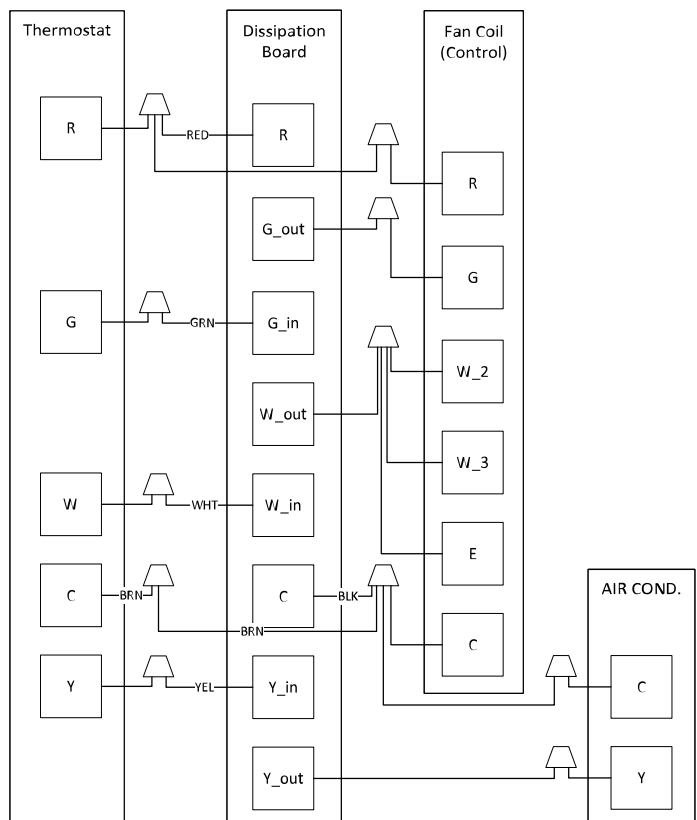 Thermostat
Dissipation
Board
Fan Coil
(Control)
R
RED
R
R
G_out
G
G
GRN
G_in
W_2
W_out
W_3
W
WHT
W_in
E
C
BRN
C
BLK
AIR COND.
BRN
C
Y
YEL
Y_in
C
Y_out
Y